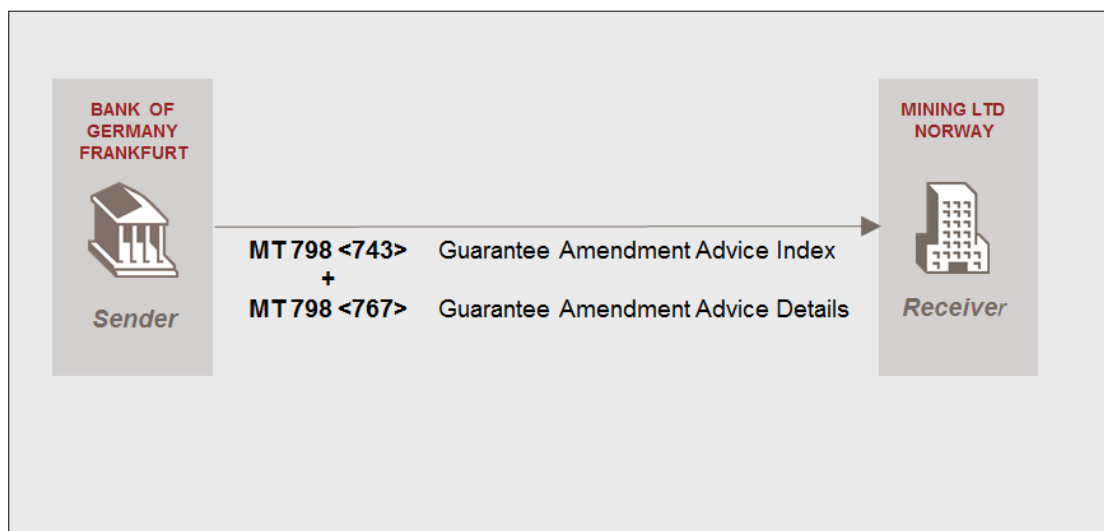 BANK OF
GERMANY
FRANKFURT
Sender
MT 798 <743> Guarantee Amendment Advice Index
+
MT 798 <767> Guarantee Amendment Advice Details
MINING LTD
NORWAY
Receiver